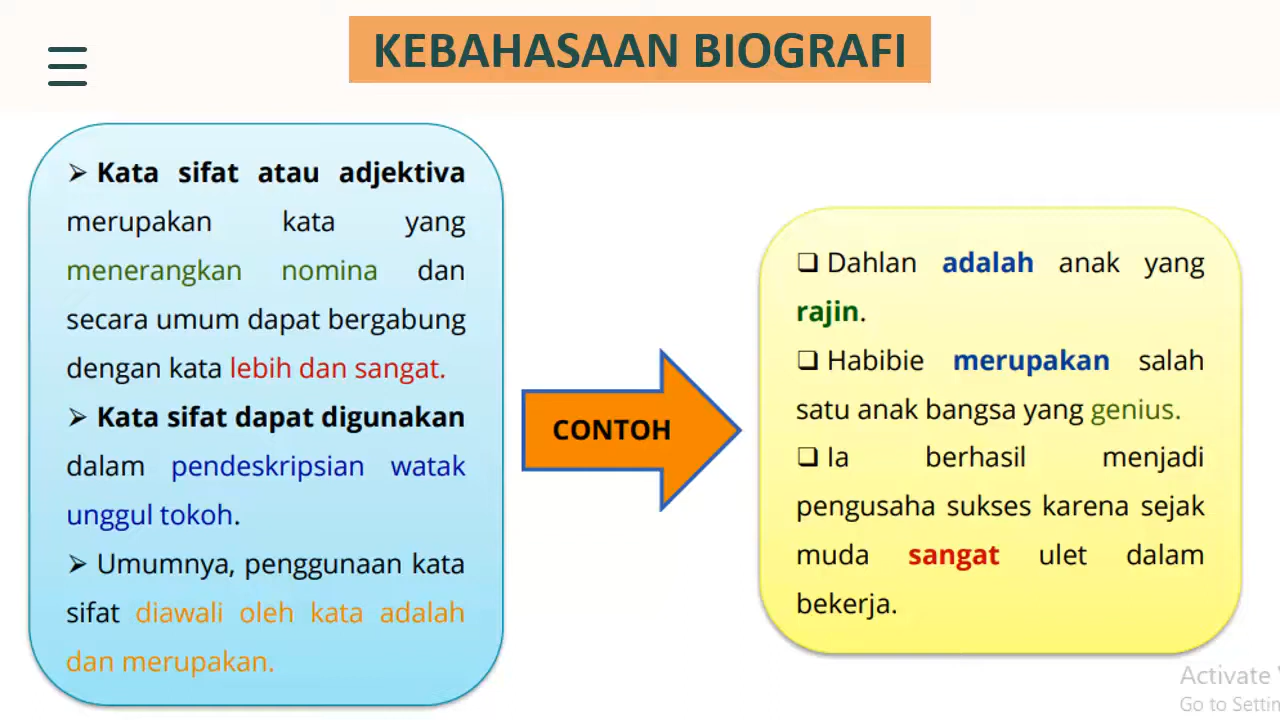 KEBAHASAAN BIOGRAFI
➢ Kata sifat atau adjektiva
merupakan kata yang
menerangkan nomina dan
secara umum dapat bergabung
dengan kata lebih dan sangat.
➢ Kata sifat dapat digunakan
dalam pendeskripsian watak
unggul tokoh.
➢ Umumnya, penggunaan kata
sifat diawali oleh kata adalah
dan merupakan.
CONTOH
❑ Dahlan adalah anak yang
rajin.
❑ Habibie merupakan salah
satu anak bangsa yang genius.
❑ Ia berhasil menjadi
pengusaha sukses karena sejak
muda sangat ulet dalam
bekerja.
Activate
Go to